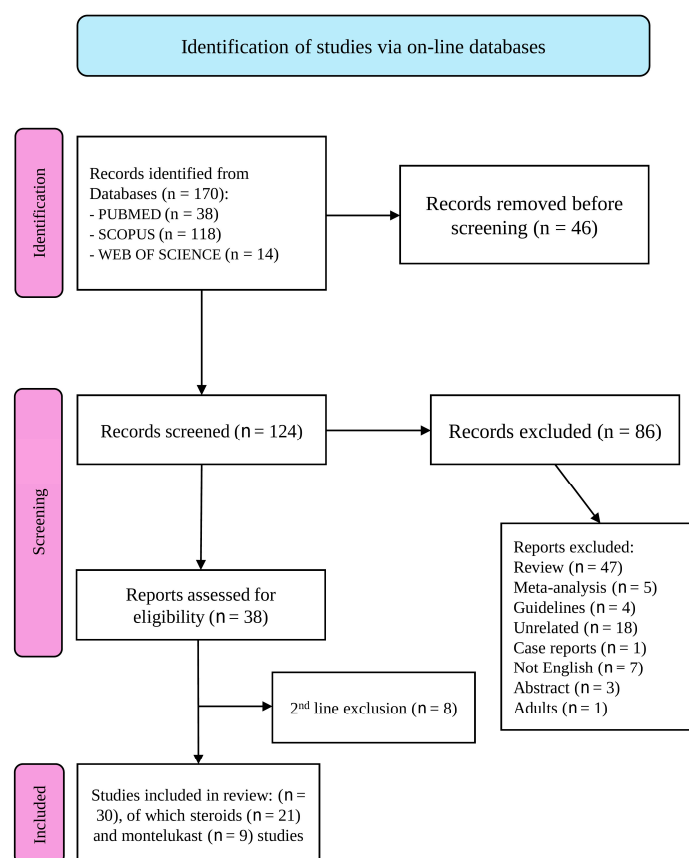 Identification of studies via on-line databases
Identification
Records identified from
Databases (n = 170):
- PUBMED (n = 38)
- SCOPUS (n = 118)
- WEB OF SCIENCE (n = 14)
Records removed before
screening (n = 46)
Screening
Records screened (n = 124)
Records excluded (n = 86)
Reports excluded:
Review (n = 47)
Meta-analysis (n = 5)
Guidelines (n = 4)
Unrelated (n = 18)
Case reports (n = 1)
Not English (n = 7)
Abstract (n = 3)
Adults (n = 1)
Reports assessed for
eligibility (n = 38)
2nd line exclusion (n = 8)
Included
Studies included in review: (n =
30), of which steroids (n = 21)
and montelukast (n = 9) studies